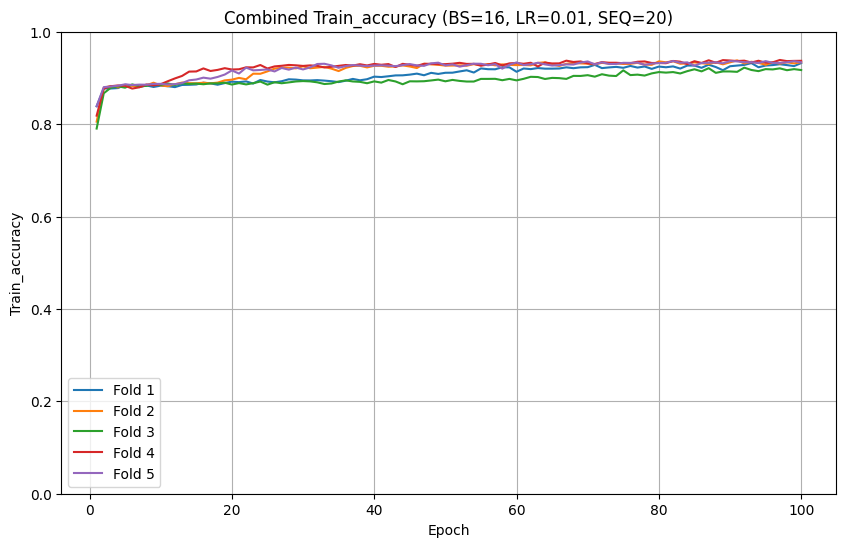 Combined Train_accuracy (BS=16, LR=0.01, SEQ=20)
Train_accuracy
1.0
0.8
0.6
0.4
0.2
0.0
Fold 1
Fold 2
Fold 3
Fold 4
Fold 5
0 20 40 60 80 100
Epoch